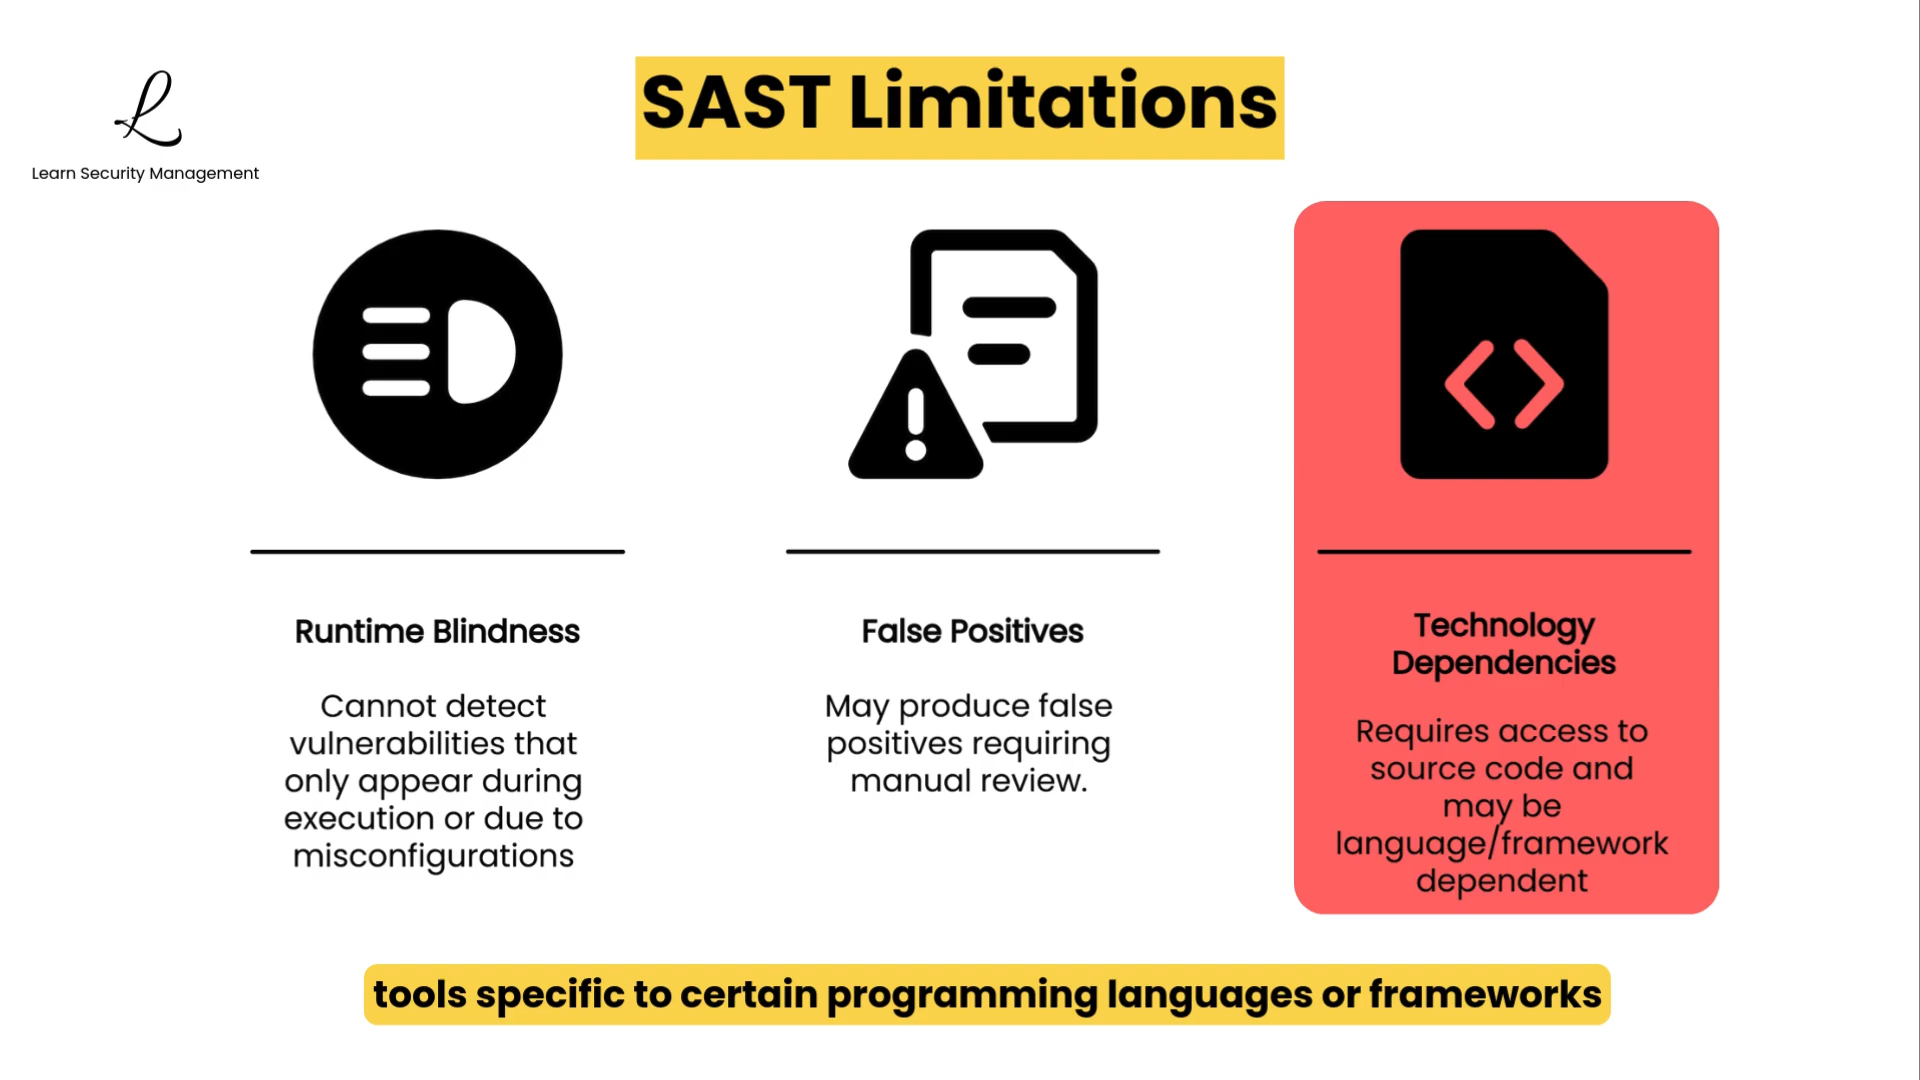 SAST Limitations
L
Learn Security Management
Runtime Blindness
Cannot detect
vulnerabilities that
only appear during
execution or due to
misconfigurations
False Positives
May produce false
positives requiring
manual review.
Technology
Dependencies
Requires access to
source code and
may be
language/framework
dependent
tools specific to certain programming languages or frameworks